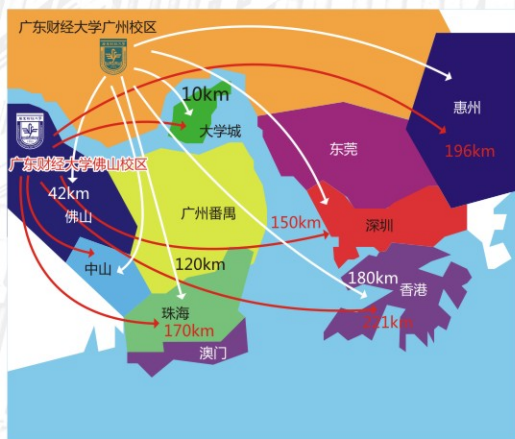 广东财经大学广州校区
10km
惠州
大学城
东莞
196km
广东财经大学佛山校区
42km
佛山
广州番禺
150km
深圳
中山
120km
180km
香港
珠海
170km
221km
澳门